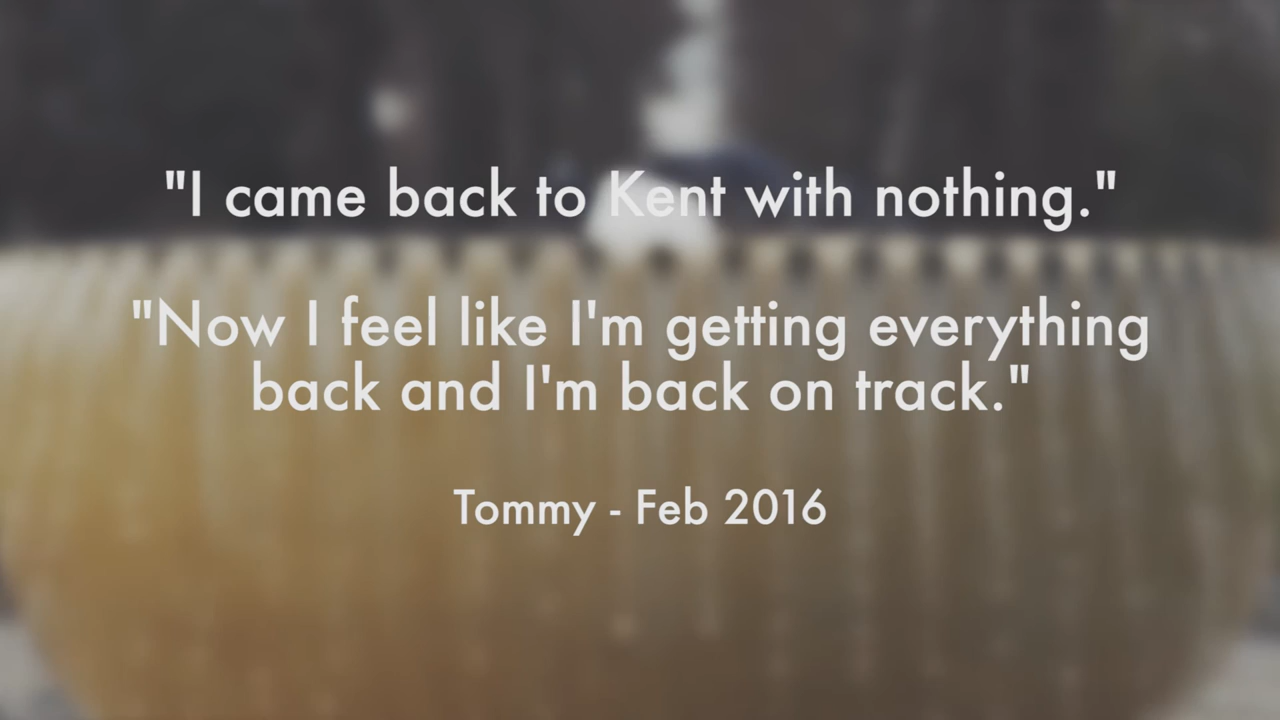 "I came back to Kent with nothing."
"Now I feel like I'm getting everything
back and I'm back on track."
Tommy - Feb 2016